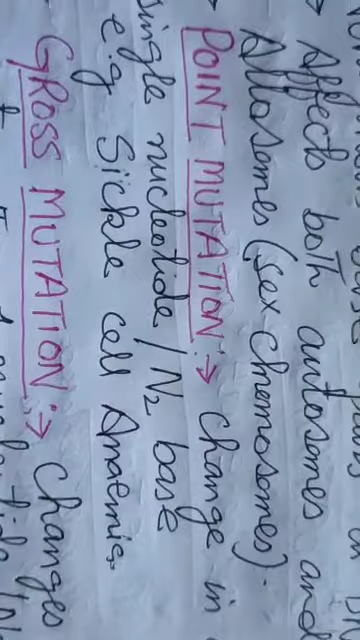 → Affects both autosomes and
Allosomes (sex chomosomes).
POINT MUTATION :→ change in
single nucleotide / N2 base
e.g Sickle cell Anaemia.
GROSS MUTATION :→ Changes